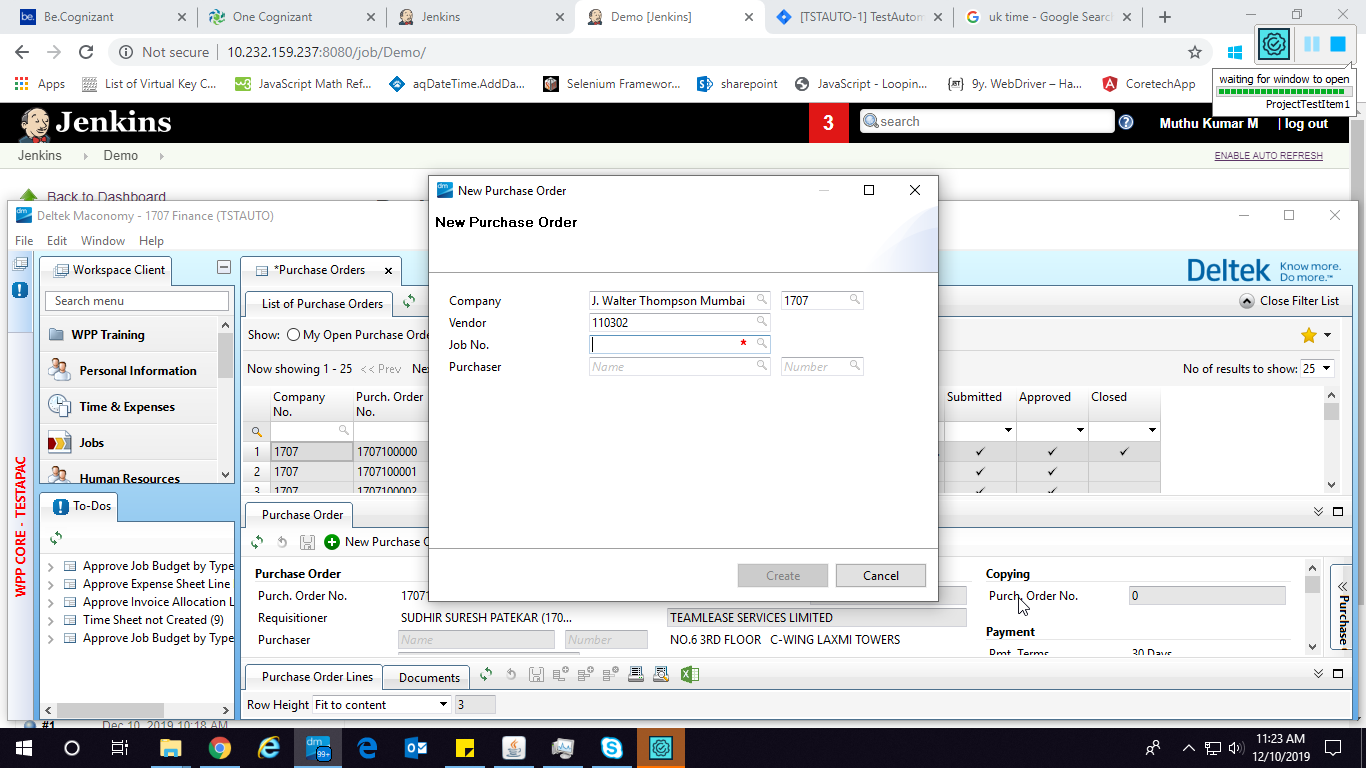 Be.Cognizant
One Cognizant
Jenkins
Demo [Jenkins]
[TSTAUTO-1] TestAutom
uk time - Google Searc
Not secure
10.232.159.237:8080/job/Demo/
Apps
List of Virtual Key C...
JavaScript Math Ref...
aqDateTime.AddDa...
Selenium Framewor...
sharepoint
JavaScript - Loopin...
9y. WebDriver – Ha...
CoretechApp
waiting for window to open
ProjectTestItem1
Jenkins
3
search
Muthu Kumar M
| log out
Jenkins
Demo
ENABLE AUTO REFRESH
Back to Dashboard
Deltek Maconomy - 1707 Finance (TSTAUTO)
File Edit Window Help
Workspace Client
Search menu
WPP Training
Personal Information
Time & Expenses
Jobs
Human Resources
WPP CORE - TESTAPAC
To-Dos
Approve Job Budget by Type
Approve Expense Sheet Line
Approve Invoice Allocation L
Time Sheet not Created (9)
Approve Job Budget by Type
*Purchase Orders
Deltek Know more. Do more.™
List of Purchase Orders
Close Filter List
Show: My Open Purchase Orde
Now showing 1 - 25 << Prev Nex
No of results to show: 25
Company No.
Purch. Order No.
Submitted
Approved
Closed
1 1707 1707100000
2 1707 1707100001
3 1707 1707100002
New Purchase Order
New Purchase Order
Company J. Walter Thompson Mumbai 1707
Vendor 110302
Job No. *
Purchaser Name Number
Create
Cancel
Purchase Order
New Purchase O
Purchase Order
Purch. Order No. 1707
Requisitioner SUDHIR SURESH PATEKAR (170...
Purchaser Name Number
TEAMLEASE SERVICES LIMITED
NO.6 3RD FLOOR C-WING LAXMI TOWERS
Copying
Purch. Order No. 0
Payment
Pmt. Terms 30 Days
Purchase
Purchase Order Lines
Documents
Row Height Fit to content 3
#1 Dec 10, 2019 10:18 AM
dm
99+
11:23 AM
12/10/2019